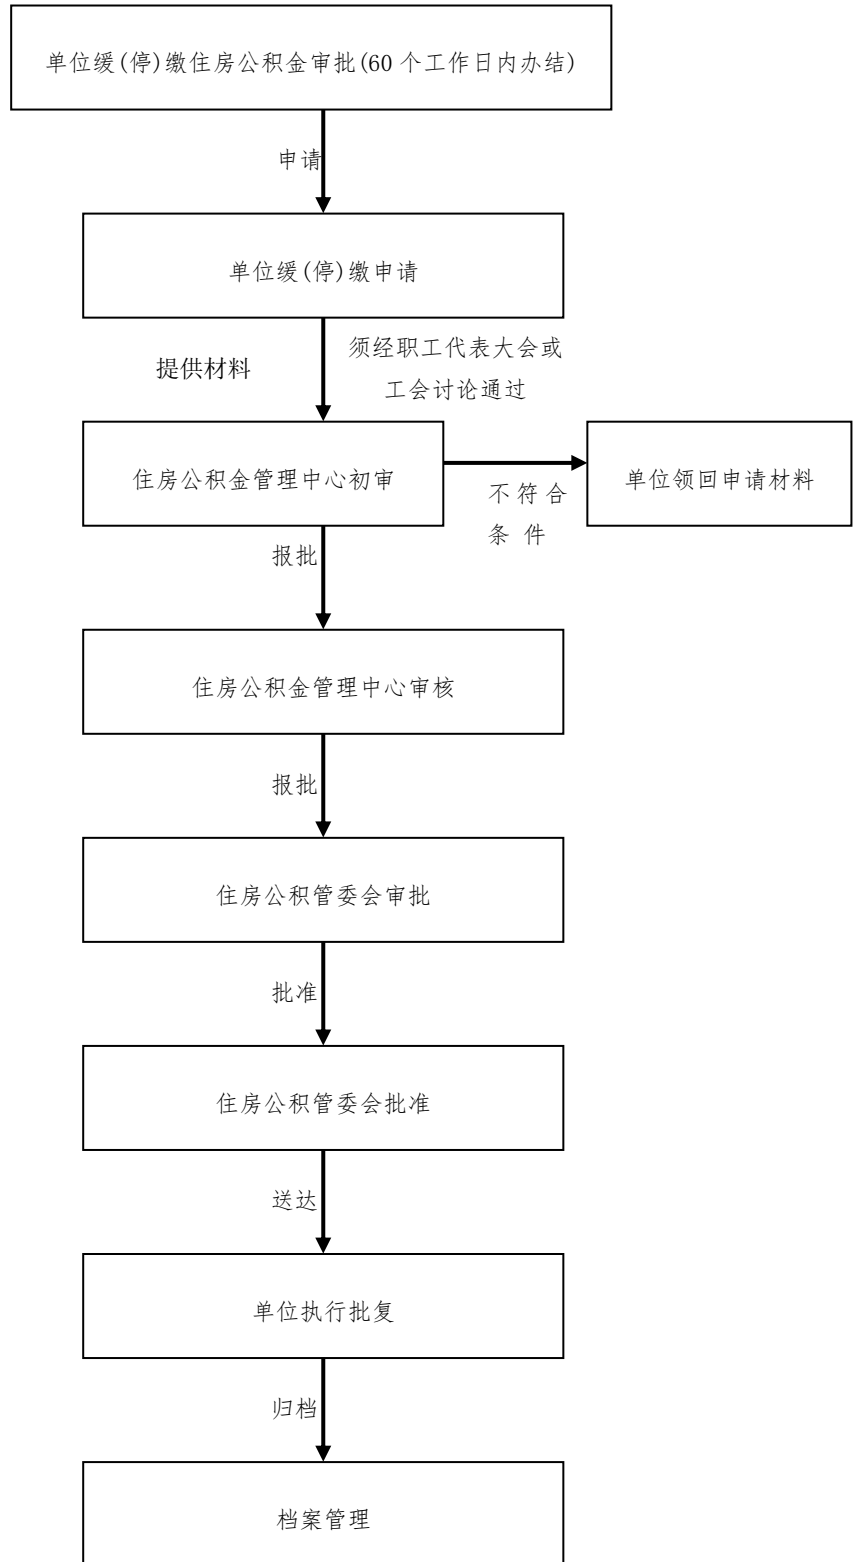 单位缓(停)缴住房公积金审批(60 个工作日内办结)
申请
单位缓(停)缴申请
提供材料
须经职工代表大会或
工会讨论通过
住房公积金管理中心初审
不符合
条 件
单位领回申请材料
报批
住房公积金管理中心审核
报批
住房公积管委会审批
批准
住房公积管委会批准
送达
单位执行批复
归档
档案管理